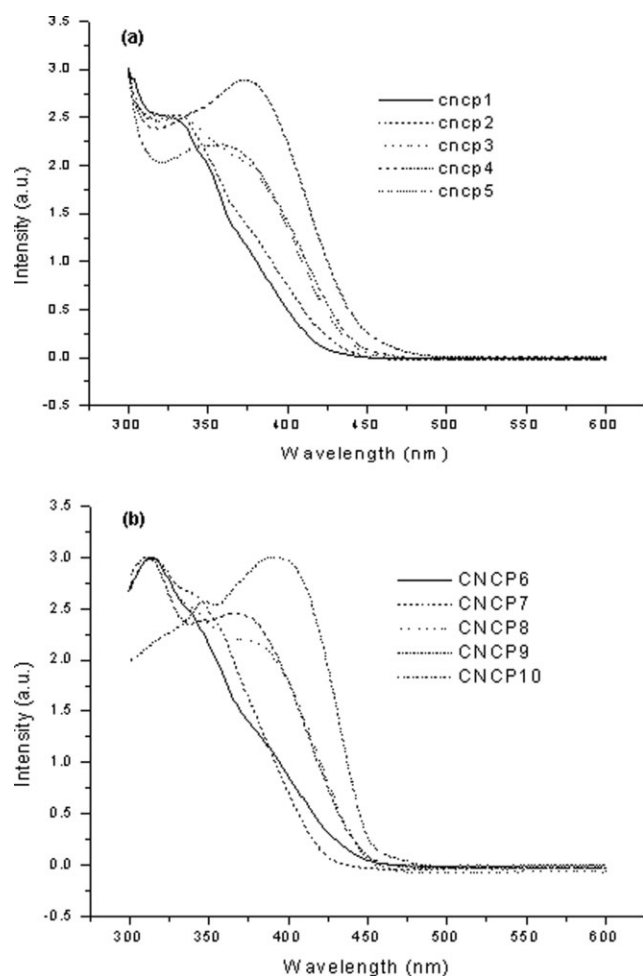 (a)
3.5
3.0
2.5
2.0
1.5
1.0
0.5
0.0
-0.5
Intensity (a.u.)
cncp1
cncp2
cncp3
cncp4
cncp5
300 350 400 450 500 550 600
Wavelength (nm)
(b)
3.5
3.0
2.5
2.0
1.5
1.0
0.5
0.0
-0.5
Intensity (a.u.)
CNCP6
CNCP7
CNCP8
CNCP9
CNCP10
300 350 400 450 500 550 600
Wavelength (nm)